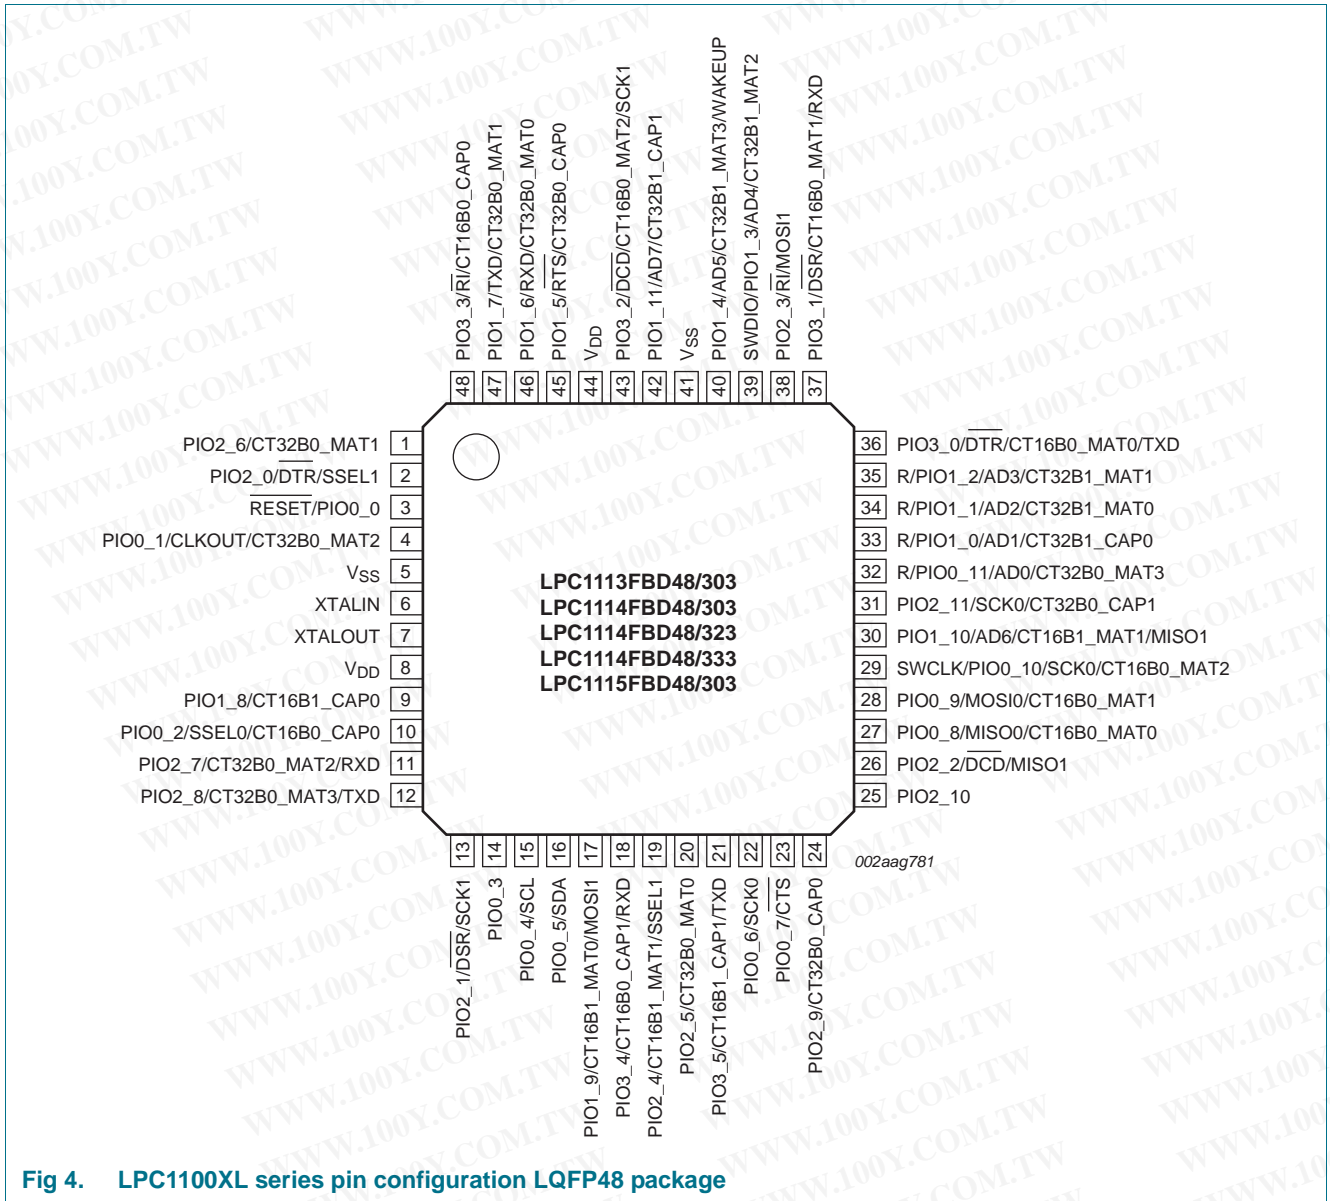 PIO3_3/RI/CT16B0_CAP0
PIO1_7/TXD/CT32B0_MAT1
PIO1_6/RXD/CT32B0_MAT0
PIO1_5/RTS/CT32B0_CAP0
VDD
PIO3_2/DCD/CT16B0_MAT2/SCK1
PIO1_11/AD7/CT32B1_CAP1
VSS
PIO1_4/AD5/CT32B1_MAT3/WAKEUP
SWDIO/PIO1_3/AD4/CT32B1_MAT2
PIO2_3/RI/MOSI1
PIO3_1/DSR/CT16B0_MAT1/RXD
48 47 46 45 44 43 42 41 40 39 38 37
PIO2_6/CT32B0_MAT1 1
PIO2_0/DTR/SSEL1 2
RESET/PIO0_0 3
PIO0_1/CLKOUT/CT32B0_MAT2 4
VSS 5
XTALIN 6
XTALOUT 7
VDD 8
PIO1_8/CT16B1_CAP0 9
PIO0_2/SSEL0/CT16B0_CAP0 10
PIO2_7/CT32B0_MAT2/RXD 11
PIO2_8/CT32B0_MAT3/TXD 12
LPC1113FBD48/303
LPC1114FBD48/303
LPC1114FBD48/323
LPC1114FBD48/333
LPC1115FBD48/303
36 PIO3_0/DTR/CT16B0_MAT0/TXD
35 R/PIO1_2/AD3/CT32B1_MAT1
34 R/PIO1_1/AD2/CT32B1_MAT0
33 R/PIO1_0/AD1/CT32B1_CAP0
32 R/PIO0_11/AD0/CT32B0_MAT3
31 PIO2_11/SCK0/CT32B0_CAP1
30 PIO1_10/AD6/CT16B1_MAT1/MISO1
29 SWCLK/PIO0_10/SCK0/CT16B0_MAT2
28 PIO0_9/MOSI0/CT16B0_MAT1
27 PIO0_8/MISO0/CT16B0_MAT0
26 PIO2_2/DCD/MISO1
25 PIO2_10
13 14 15 16 17 18 19 20 21 22 23 24
PIO2_1/DSR/SCK1
PIO0_3
PIO0_4/SCL
PIO0_5/SDA
PIO1_9/CT16B1_MAT0/MOSI1
PIO3_4/CT16B0_CAP1/RXD
PIO2_4/CT16B1_MAT1/SSEL1
PIO2_5/CT32B0_MAT0
PIO3_5/CT16B1_CAP1/TXD
PIO0_6/SCK0
PIO0_7/CTS
PIO2_9/CT32B0_CAP0
002aag781
Fig 4. LPC1100XL series pin configuration LQFP48 package
WWW.100Y.COM.TW